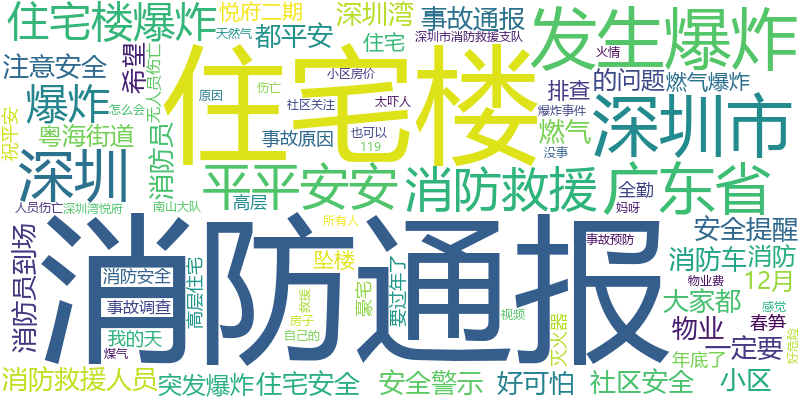 住宅楼爆炸
悦府二期
天然气
深圳湾
事故通报
深圳市消防救援支队
发生爆炸
都平安
住宅
火情
注意安全
希望
无人员伤亡
小区房价
伤亡
排查
的问题
燃气爆炸
爆炸
怎么会
原因
社区关注
太吓人
爆炸事件
住宅楼
深圳市
祝平安
粤海街道
消防员
事故原因
也可以
119
燃气
没事
深圳
平平安安
消防救援
广东省
全勤
妈呀
人员伤亡
深圳湾悦府
南山大队
高层
所有人
消防通报
安全提醒
事故预防
消防员到场
消防安全
高层住宅
坠楼
要过年了
消防车
消防
物业费
12月
事故调查
救援
豪宅
大家都
感觉
我的天
房子
视频
灭火器
物业
春笋
煤气
自己的
一定要
年底了
好危险
消防救援人员
突发爆炸
住宅安全
安全警示
好可怕
社区安全
小区